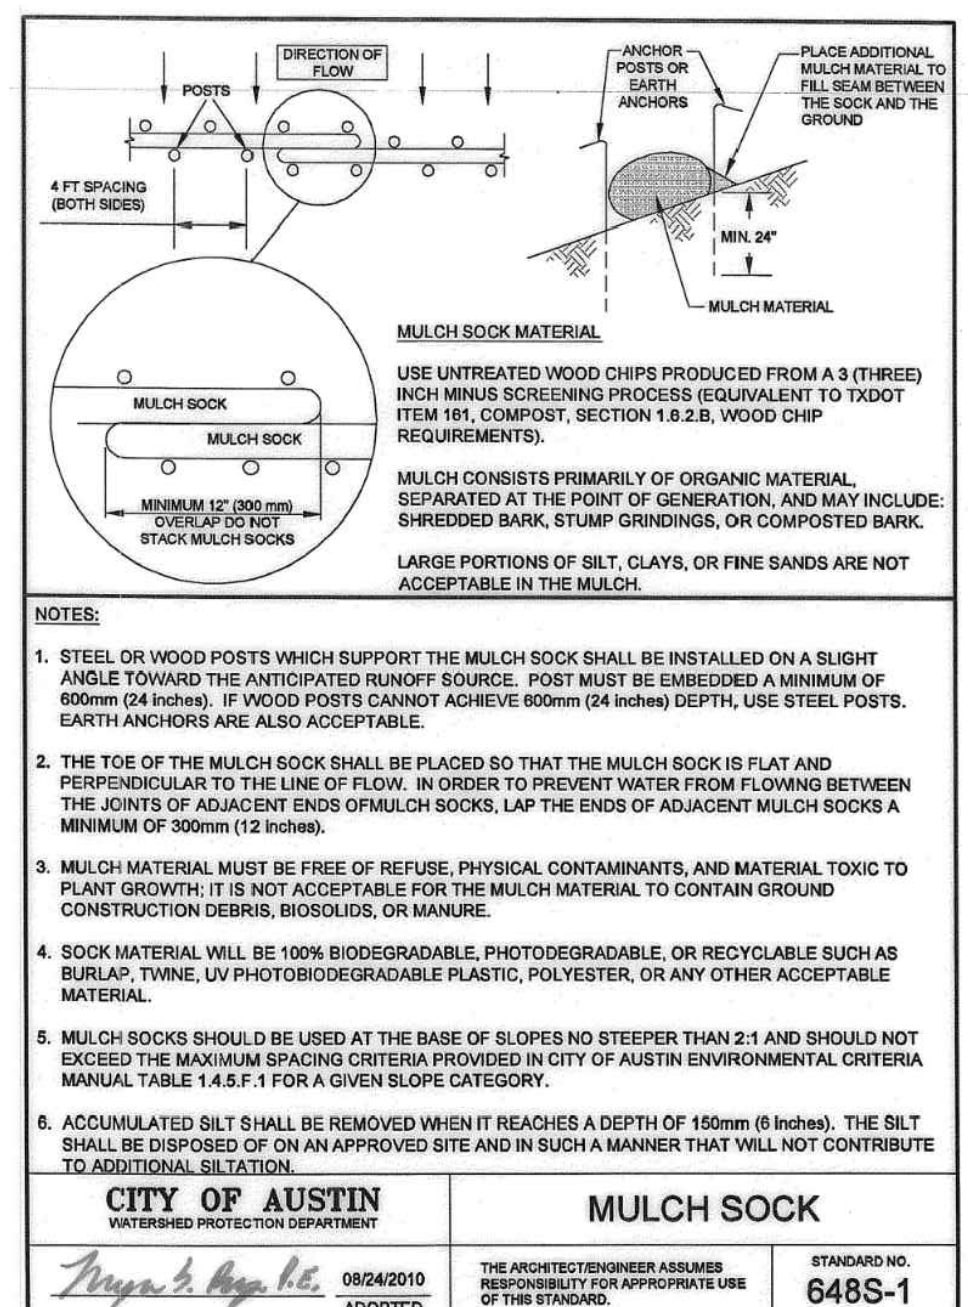 DIRECTION OF
FLOW
POSTS
4 FT SPACING
(BOTH SIDES)
ANCHOR
POSTS OR
EARTH
ANCHORS
PLACE ADDITIONAL
MULCH MATERIAL TO
FILL SEAM BETWEEN
THE SOCK AND THE
GROUND
MIN. 24"
MULCH MATERIAL
MULCH SOCK
MULCH SOCK
MINIMUM 12" (300 mm)
OVERLAP DO NOT
STACK MULCH SOCKS
MULCH SOCK MATERIAL
USE UNTREATED WOOD CHIPS PRODUCED FROM A 3 (THREE)
INCH MINUS SCREENING PROCESS (EQUIVALENT TO TXDOT
ITEM 161, COMPOST, SECTION 1.6.2.B, WOOD CHIP
REQUIREMENTS).
MULCH CONSISTS PRIMARILY OF ORGANIC MATERIAL,
SEPARATED AT THE POINT OF GENERATION, AND MAY INCLUDE:
SHREDDED BARK, STUMP GRINDINGS, OR COMPOSTED BARK.
LARGE PORTIONS OF SILT, CLAYS, OR FINE SANDS ARE NOT
ACCEPTABLE IN THE MULCH.
NOTES:
1. STEEL OR WOOD POSTS WHICH SUPPORT THE MULCH SOCK SHALL BE INSTALLED ON A SLIGHT
ANGLE TOWARD THE ANTICIPATED RUNOFF SOURCE. POST MUST BE EMBEDDED A MINIMUM OF
600mm (24 inches). IF WOOD POSTS CANNOT ACHIEVE 600mm (24 inches) DEPTH, USE STEEL POSTS.
EARTH ANCHORS ARE ALSO ACCEPTABLE.
2. THE TOE OF THE MULCH SOCK SHALL BE PLACED SO THAT THE MULCH SOCK IS FLAT AND
PERPENDICULAR TO THE LINE OF FLOW. IN ORDER TO PREVENT WATER FROM FLOWING BETWEEN
THE JOINTS OF ADJACENT ENDS OFMULCH SOCKS, LAP THE ENDS OF ADJACENT MULCH SOCKS A
MINIMUM OF 300mm (12 inches).
3. MULCH MATERIAL MUST BE FREE OF REFUSE, PHYSICAL CONTAMINANTS, AND MATERIAL TOXIC TO
PLANT GROWTH; IT IS NOT ACCEPTABLE FOR THE MULCH MATERIAL TO CONTAIN GROUND
CONSTRUCTION DEBRIS, BIOSOLIDS, OR MANURE.
4. SOCK MATERIAL WILL BE 100% BIODEGRADABLE, PHOTODEGRADABLE, OR RECYCLABLE SUCH AS
BURLAP, TWINE, UV PHOTOBIODEGRADABLE PLASTIC, POLYESTER, OR ANY OTHER ACCEPTABLE
MATERIAL.
5. MULCH SOCKS SHOULD BE USED AT THE BASE OF SLOPES NO STEEPER THAN 2:1 AND SHOULD NOT
EXCEED THE MAXIMUM SPACING CRITERIA PROVIDED IN CITY OF AUSTIN ENVIRONMENTAL CRITERIA
MANUAL TABLE 1.4.5.F.1 FOR A GIVEN SLOPE CATEGORY.
6. ACCUMULATED SILT SHALL BE REMOVED WHEN IT REACHES A DEPTH OF 150mm (6 inches). THE SILT
SHALL BE DISPOSED OF ON AN APPROVED SITE AND IN SUCH A MANNER THAT WILL NOT CONTRIBUTE
TO ADDITIONAL SILTATION.
CITY OF AUSTIN
WATERSHED PROTECTION DEPARTMENT
MULCH SOCK
P.E.
08/24/2010
ADOPTED
THE ARCHITECT/ENGINEER ASSUMES
RESPONSIBILITY FOR APPROPRIATE USE
OF THIS STANDARD.
STANDARD NO.
648S-1